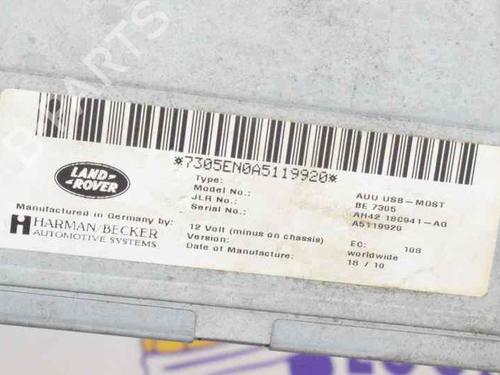 *7305EN0A5119920*
LAND-
ROVER
Type: AUU USB-MOST
Model No.: BE 7305
JLR No.: AH42 18C941-AG
Serial No.: A5119920
Manufactured in Germany by:
HARMAN/BECKER
AUTOMOTIVE SYSTEMS
12 Volt (minus on chassis) EC: 108
Version: worldwide
Date of Manufacture: 18 / 10
B-PARTS